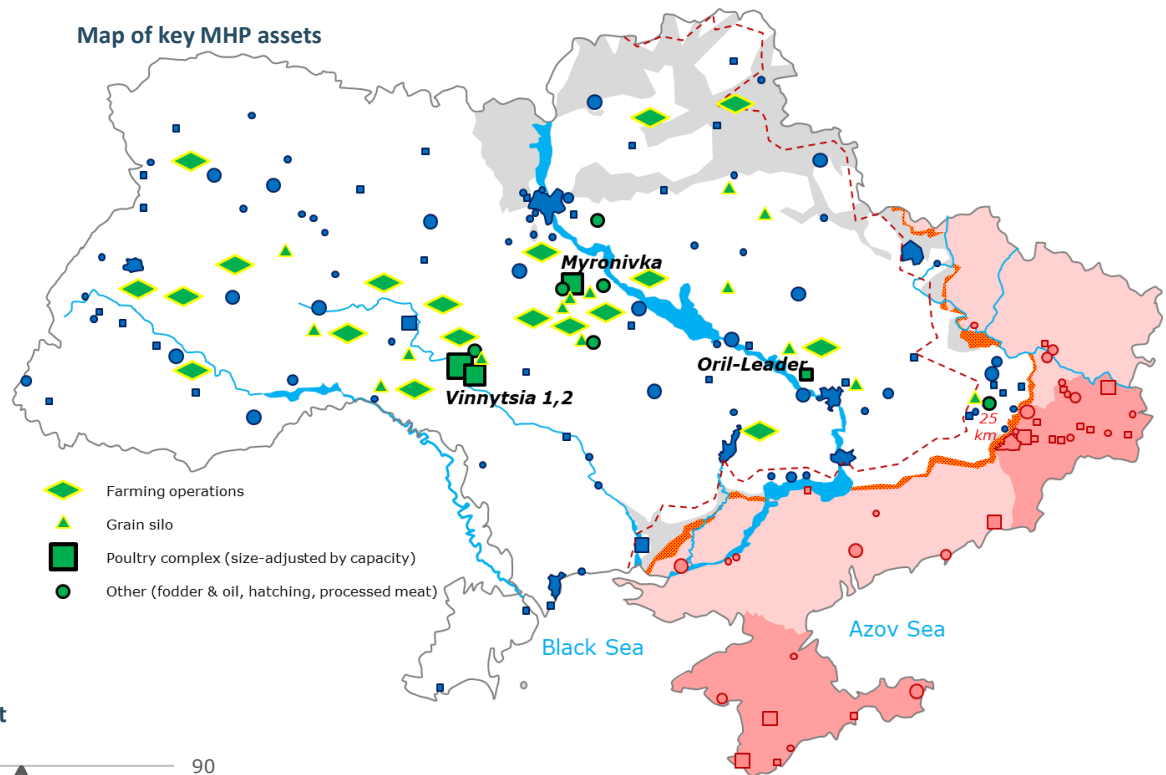 Map of key MHP assets
Myronivka
Oril-Leader
Vinnytsia 1,2
25
km
Farming operations
Grain silo
Poultry complex (size-adjusted by capacity)
Other (fodder & oil, hatching, processed meat)
Black Sea
Azov Sea
t
90